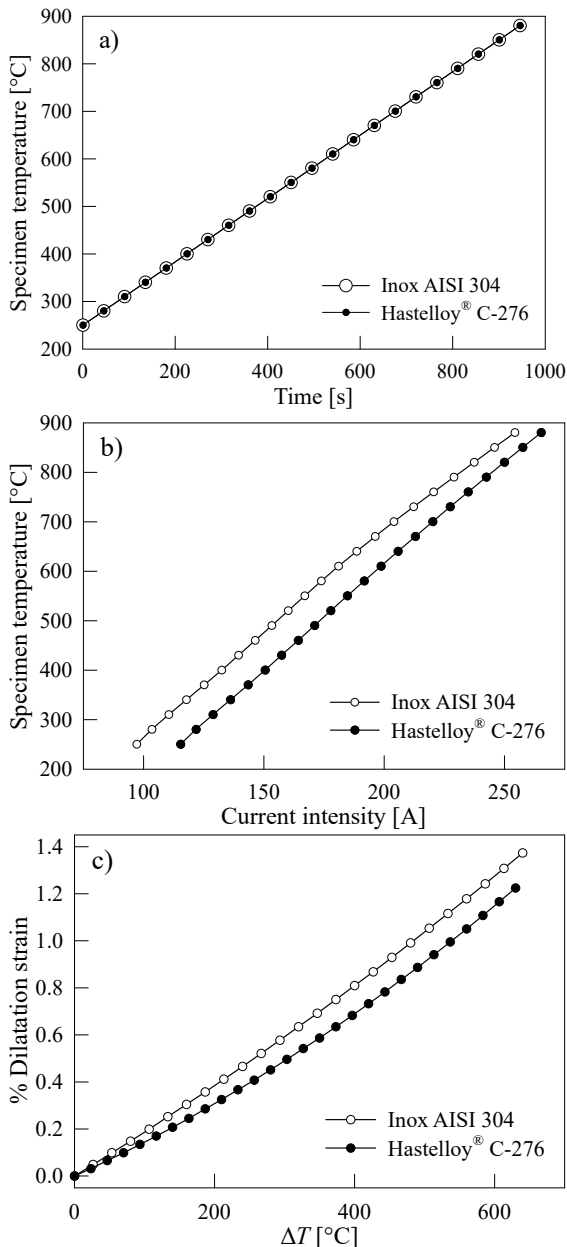 a)
Specimen temperature [°C]
900
800
700
600
500
400
300
200
Inox AISI 304
Hastelloy® C-276
0
200
400
600
800
1000
Time [s]
b)
Specimen temperature [°C]
900
800
700
600
500
400
300
200
Inox AISI 304
Hastelloy® C-276
100
150
200
250
Current intensity [A]
c)
% Dilatation strain
1.4
1.2
1.0
0.8
0.6
0.4
0.2
0.0
Inox AISI 304
Hastelloy® C-276
0
200
400
600
ΔT [°C]